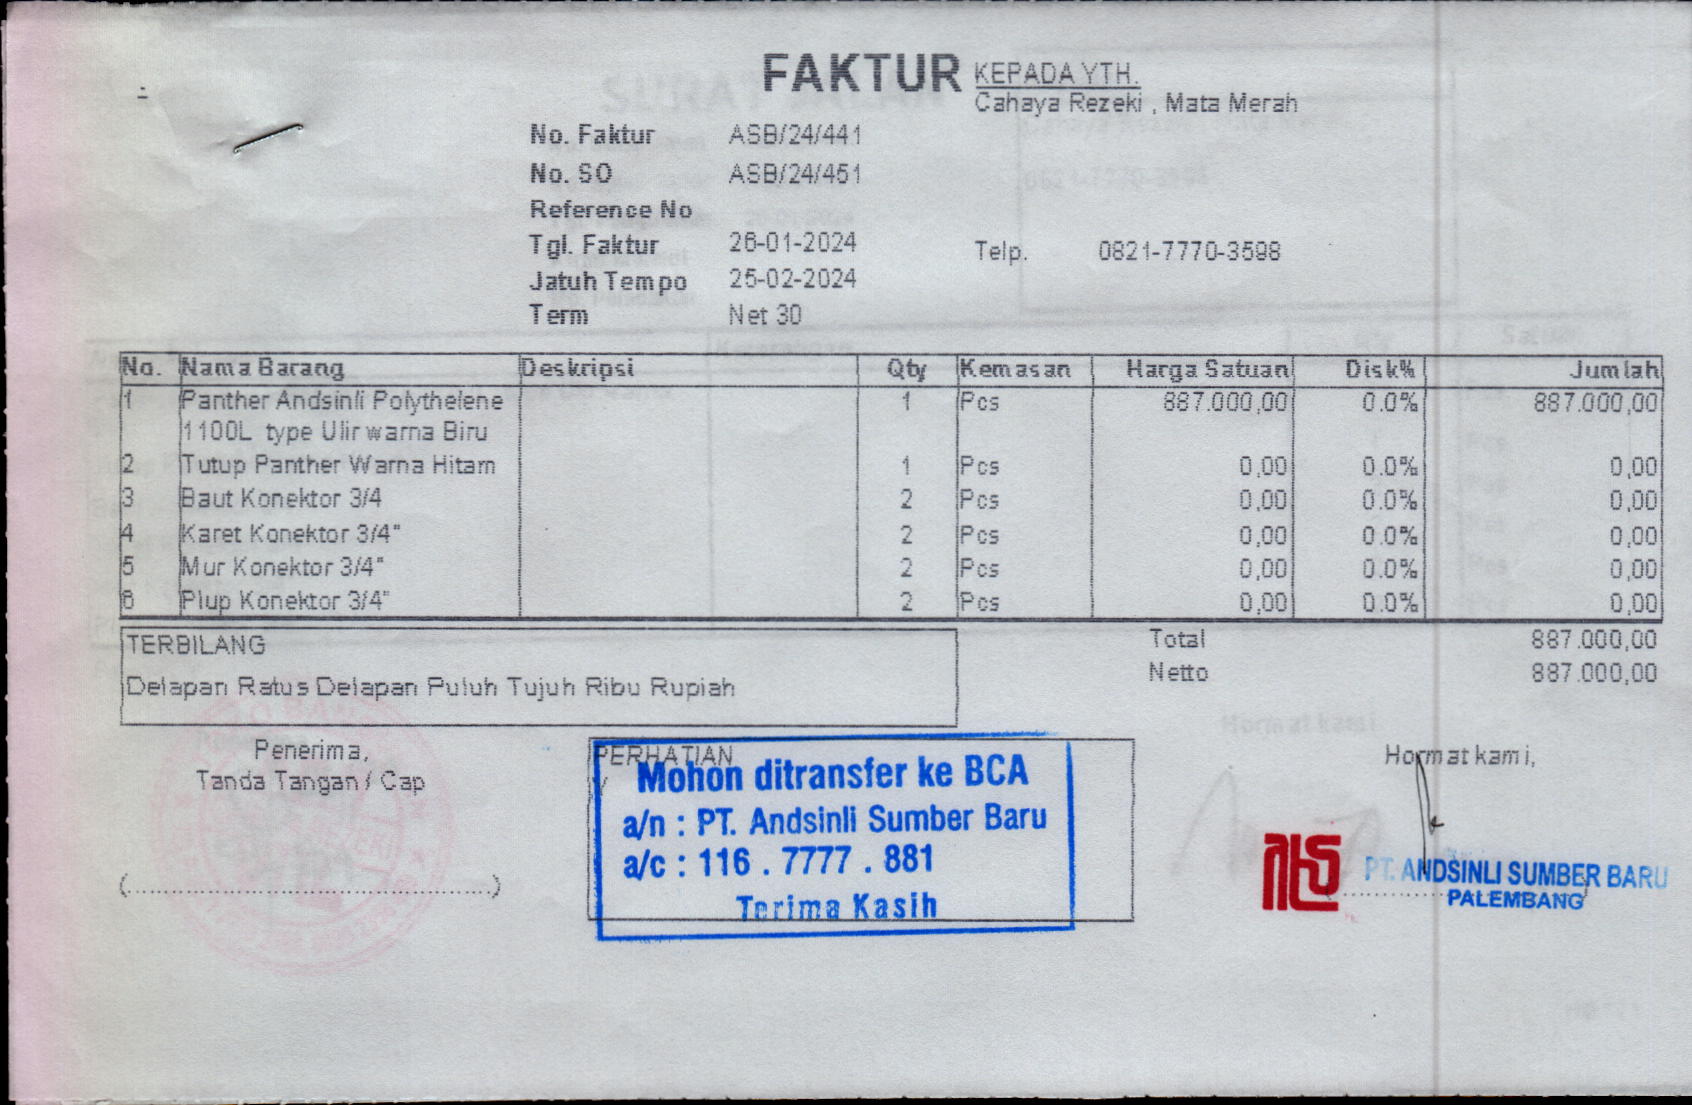 FAKTUR
KEPADA YTH.
Cahaya Rezeki , Mata Merah
No. Faktur ASB/24/441
No. SO ASB/24/451
Reference No
Tgl. Faktur 26-01-2024
Telp. 0821-7770-3598
Jatuh Tempo 25-02-2024
Term Net 30
No. Nama Barang Deskripsi Qty Kemasan Harga Satuan Disk% Jumlah
1 Panther Andsinli Polythelene 1 Pcs 887.000,00 0.0% 887.000,00
1100L type Ulir warna Biru
2 Tutup Panther Warna Hitam 1 Pcs 0,00 0.0% 0,00
3 Baut Konektor 3/4 2 Pcs 0,00 0.0% 0,00
4 Karet Konektor 3/4" 2 Pcs 0,00 0.0% 0,00
5 Mur Konektor 3/4" 2 Pcs 0,00 0.0% 0,00
6 Plup Konektor 3/4" 2 Pcs 0,00 0.0% 0,00
TERBILANG
Delapan Ratus Delapan Puluh Tujuh Ribu Rupiah
Total 887.000,00
Netto 887.000,00
Penerima,
Tanda Tangan / Cap
(..........................................................)
PERHATIAN
Mohon ditransfer ke BCA
a/n : PT. Andsinli Sumber Baru
a/c : 116 . 7777 . 881
Terima Kasih
Hormat kami,
PT. ANDSINLI SUMBER BARU
PALEMBANG